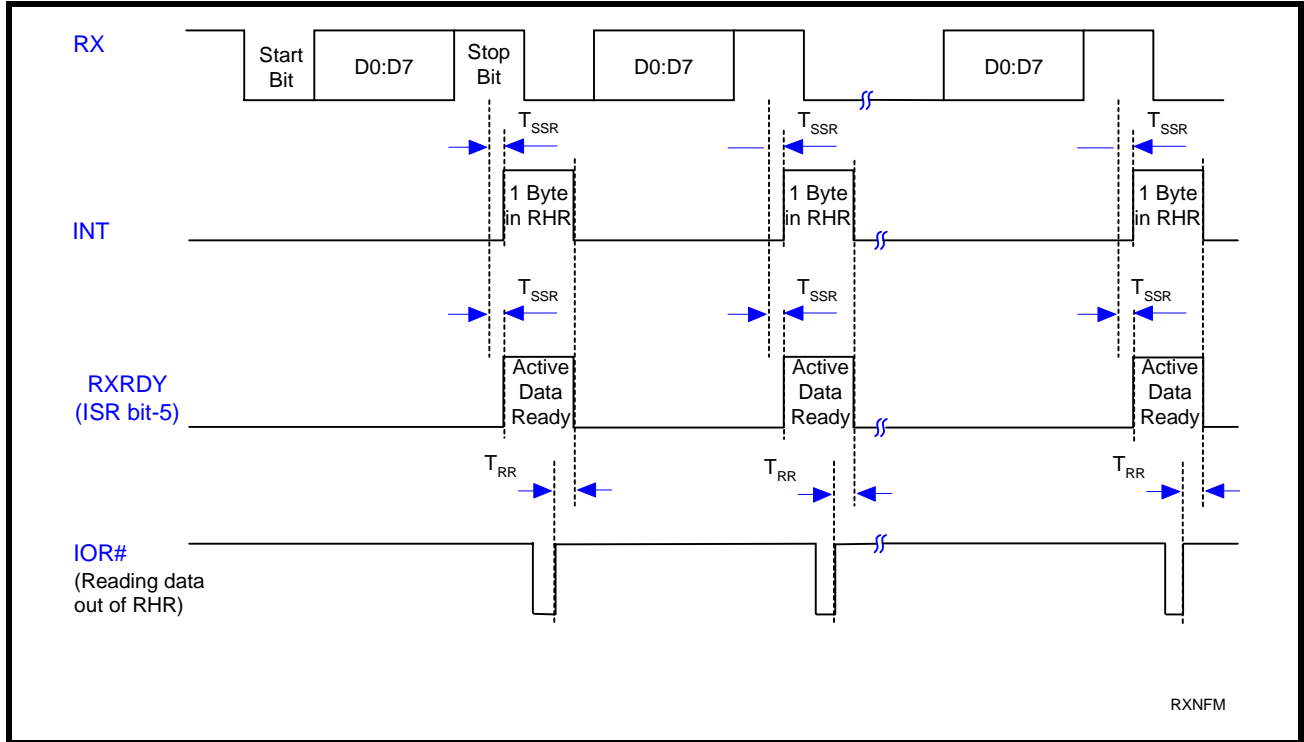 RX
Start
Bit
D0:D7
Stop
Bit
D0:D7
D0:D7
TSSR
TSSR
TSSR
INT
1 Byte
in RHR
1 Byte
in RHR
1 Byte
in RHR
TSSR
TSSR
TSSR
RXRDY
(ISR bit-5)
Active
Data
Ready
Active
Data
Ready
Active
Data
Ready
TRR
TRR
TRR
IOR#
(Reading data
out of RHR)
RXNFM